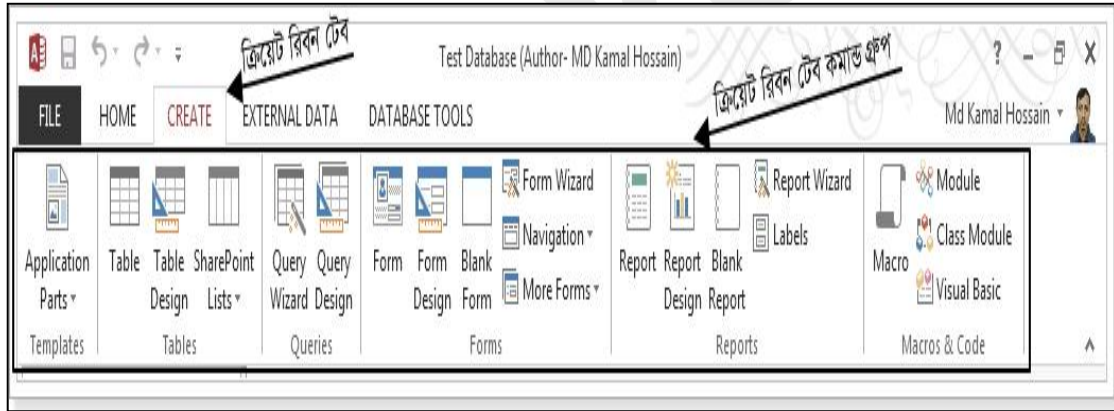 ক্রিয়েট রিবন টেব
Test Database (Author- MD Kamal Hossain)
ক্রিয়েট রিবন টেব কমান্ড গ্রুপ
FILE HOME CREATE EXTERNAL DATA DATABASE TOOLS Md Kamal Hossain
Application Parts
Table
Table Design
SharePoint Lists
Query Wizard
Query Design
Form
Form Design
Blank Form
Form Wizard
Navigation
More Forms
Report
Report Design
Blank Report
Report Wizard
Labels
Macro
Module
Class Module
Visual Basic
Templates Tables Queries Forms Reports Macros & Code